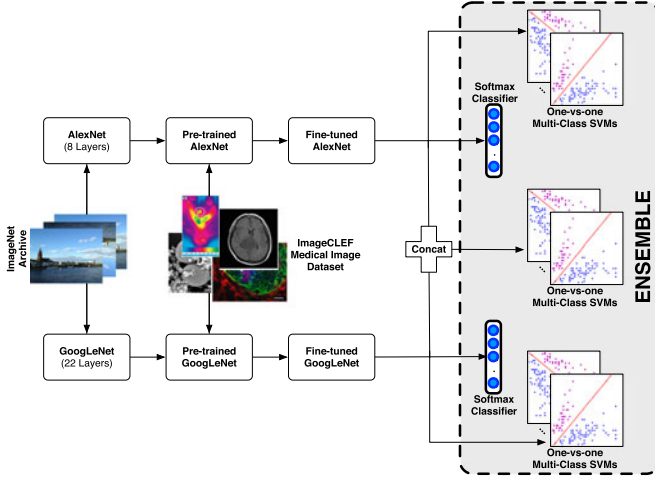 Softmax
Classifier
One-vs-one
Multi-Class SVMs
AlexNet
(8 Layers)
Pre-trained
AlexNet
Fine-tuned
AlexNet
ImageNet
Archive
ImageCLEF
Medical Image
Dataset
Concat
One-vs-one
Multi-Class SVMs
ENSEMBLE
GoogLeNet
(22 Layers)
Pre-trained
GoogLeNet
Fine-tuned
GoogLeNet
Softmax
Classifier
One-vs-one
Multi-Class SVMs